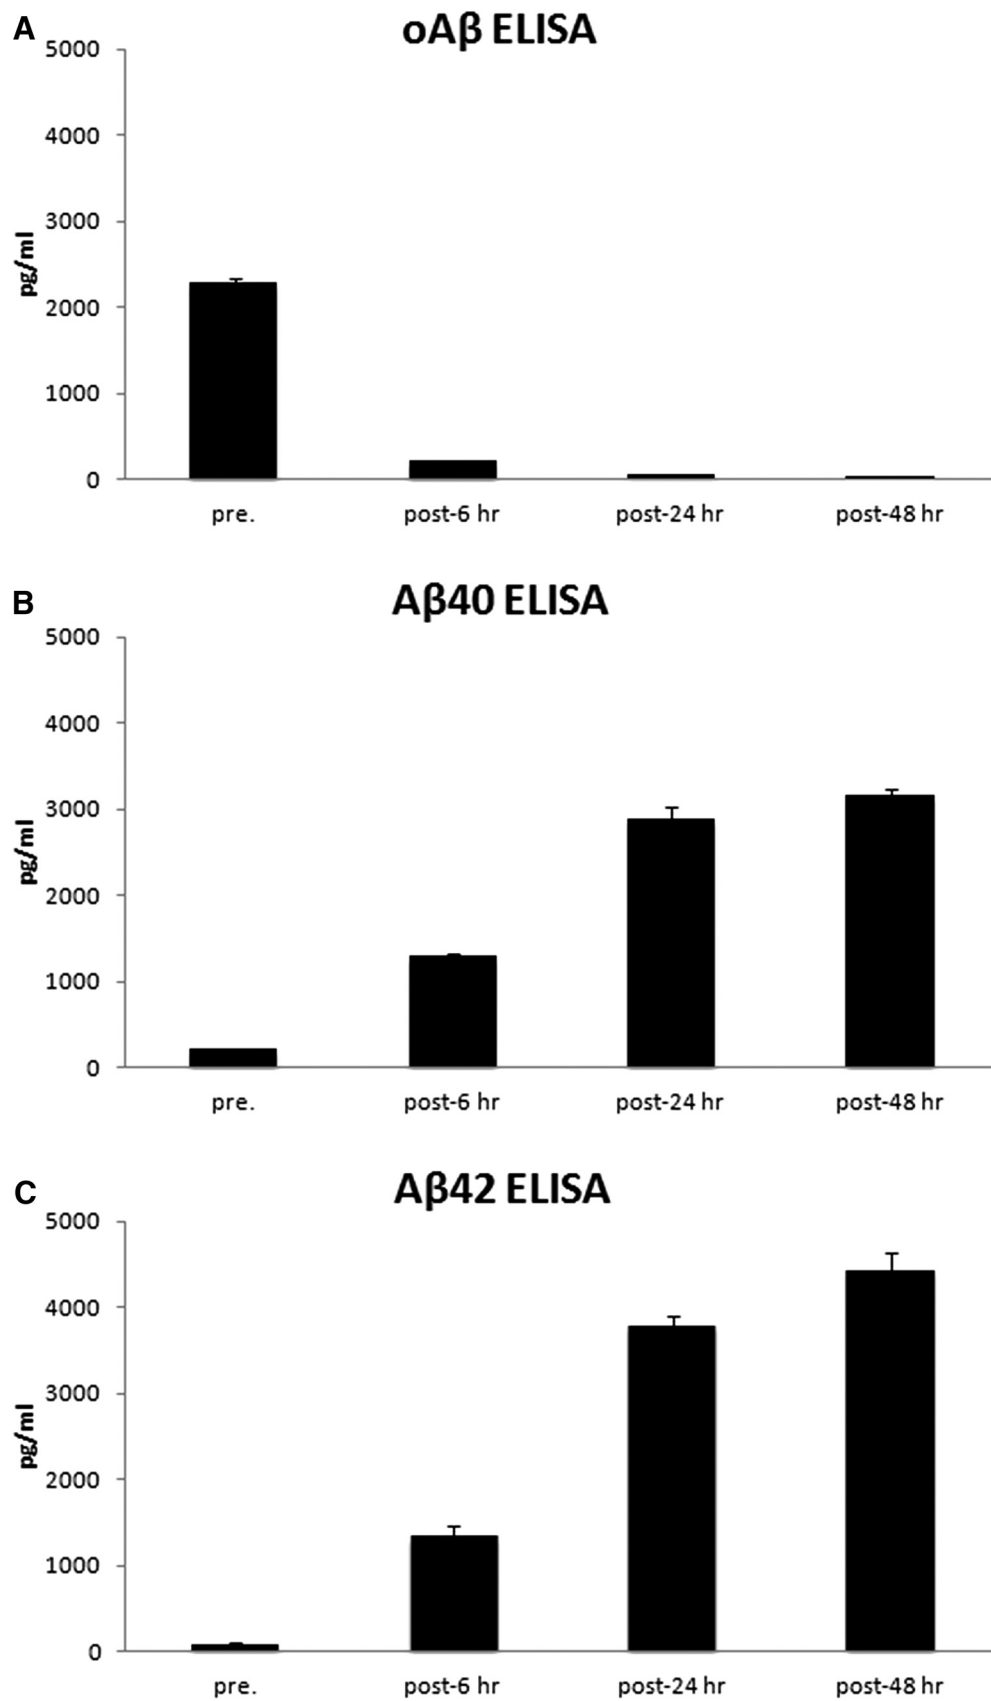 A
oAβ ELISA
5000
4000
3000
2000
1000
0
pg/ml
pre. post-6 hr post-24 hr post-48 hr
B
Aβ40 ELISA
5000
4000
3000
2000
1000
0
pg/ml
pre. post-6 hr post-24 hr post-48 hr
C
Aβ42 ELISA
5000
4000
3000
2000
1000
0
pg/ml
pre. post-6 hr post-24 hr post-48 hr